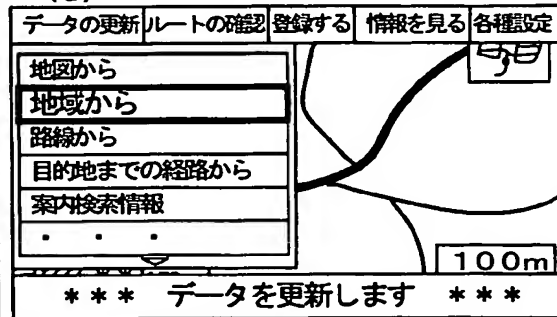 データの更新 ルートの確認 登録する 情報を見る 各種設定
地図から
地域から
路線から
目的地までの経路から
案内検索情報
・ ・ ・
100m
*** データを更新します ***